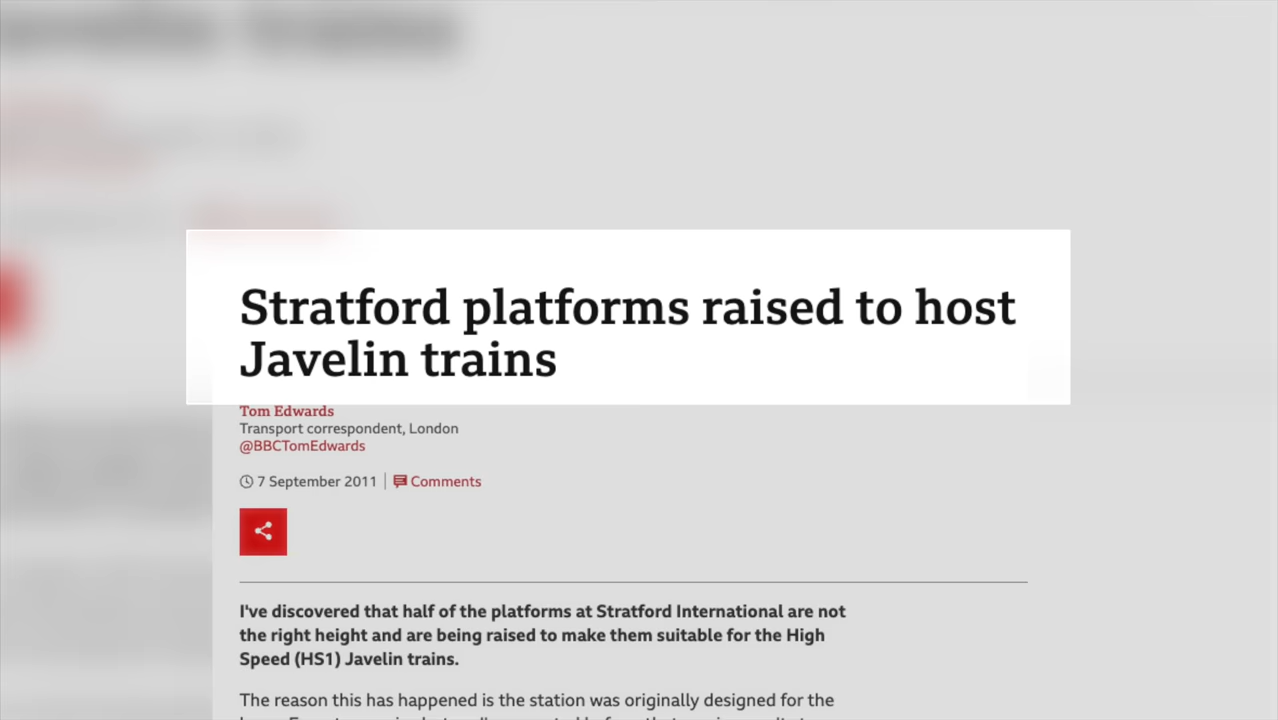 Stratford platforms raised to host
Javelin trains
Tom Edwards
Transport correspondent, London
@BBCTomEdwards
7 September 2011 | Comments
I've discovered that half of the platforms at Stratford International are not
the right height and are being raised to make them suitable for the High
Speed (HS1) Javelin trains.
The reason this has happened is the station was originally designed for the